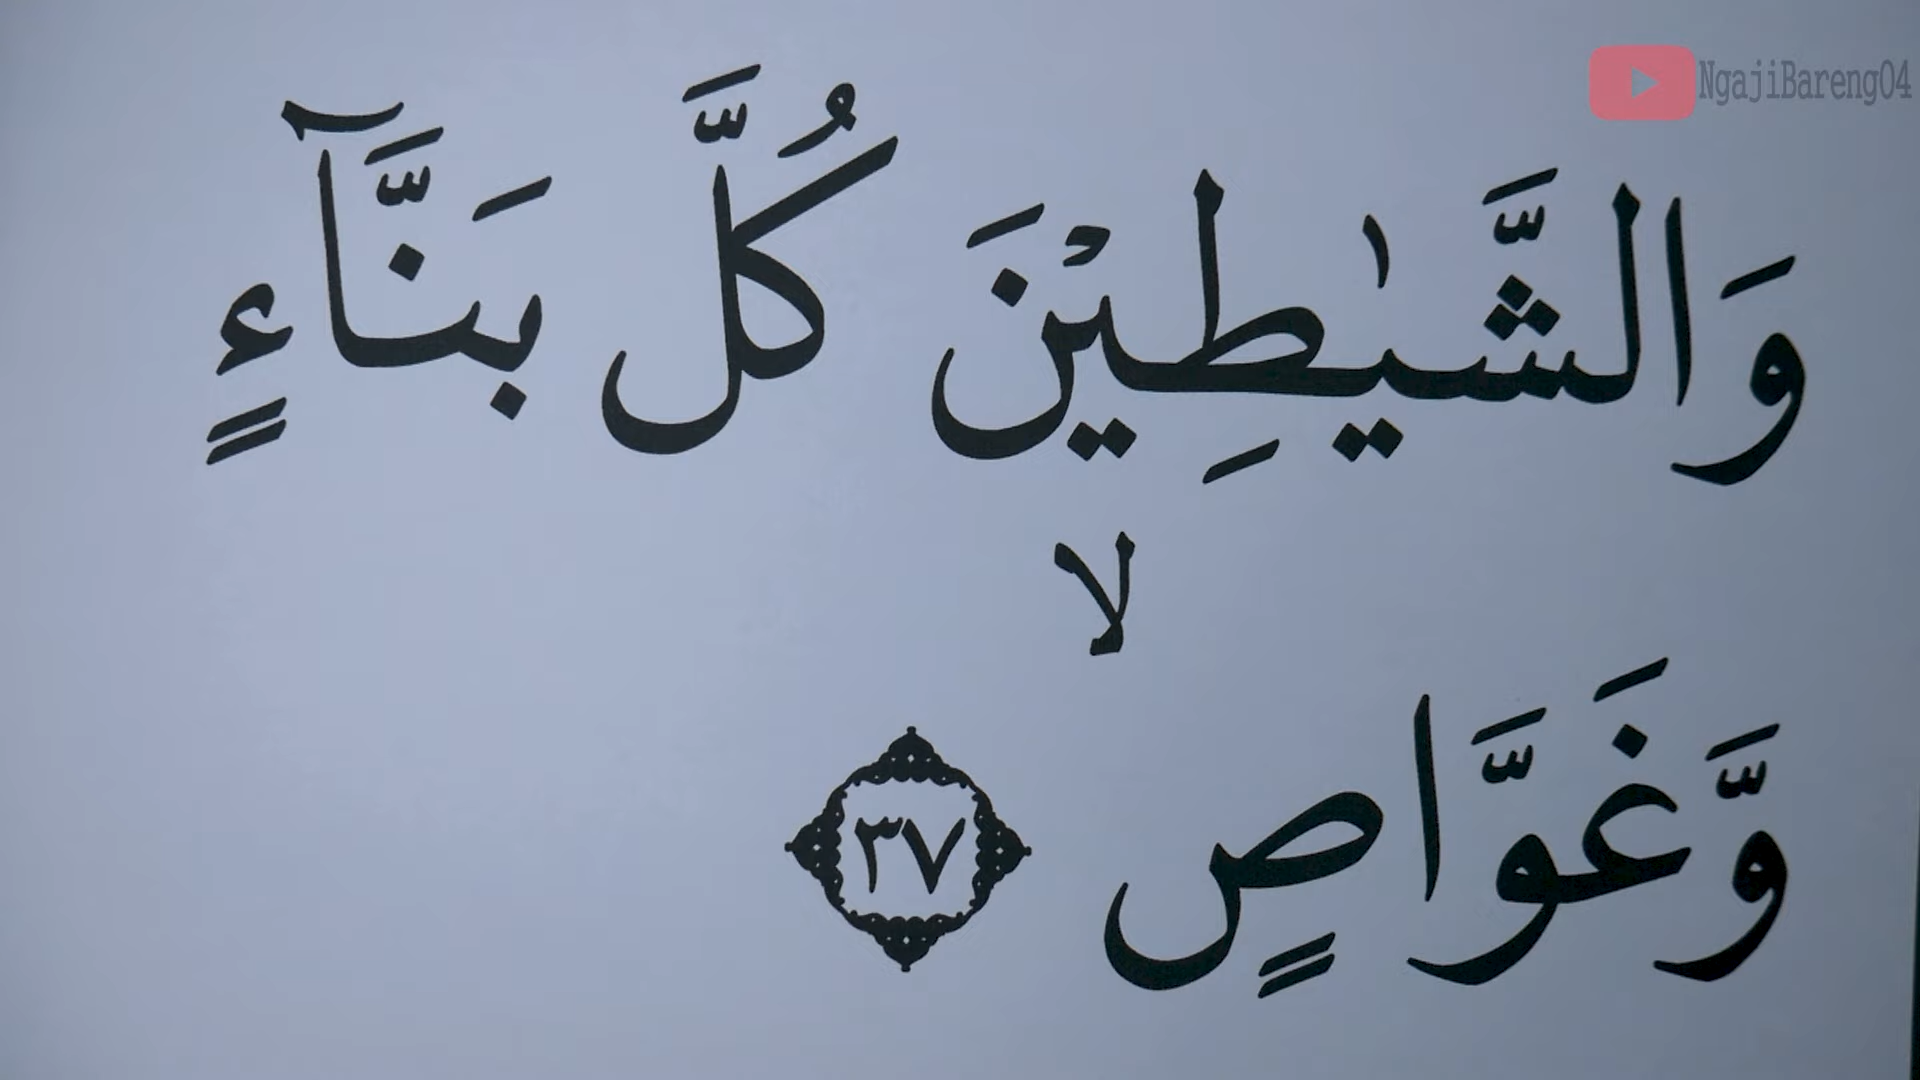 NgajiBareng04
وَالشَّيٰطِيْنَ كُلَّ بَنَّآءٍ
لا
وَّغَوَّاصٍ ٣٧